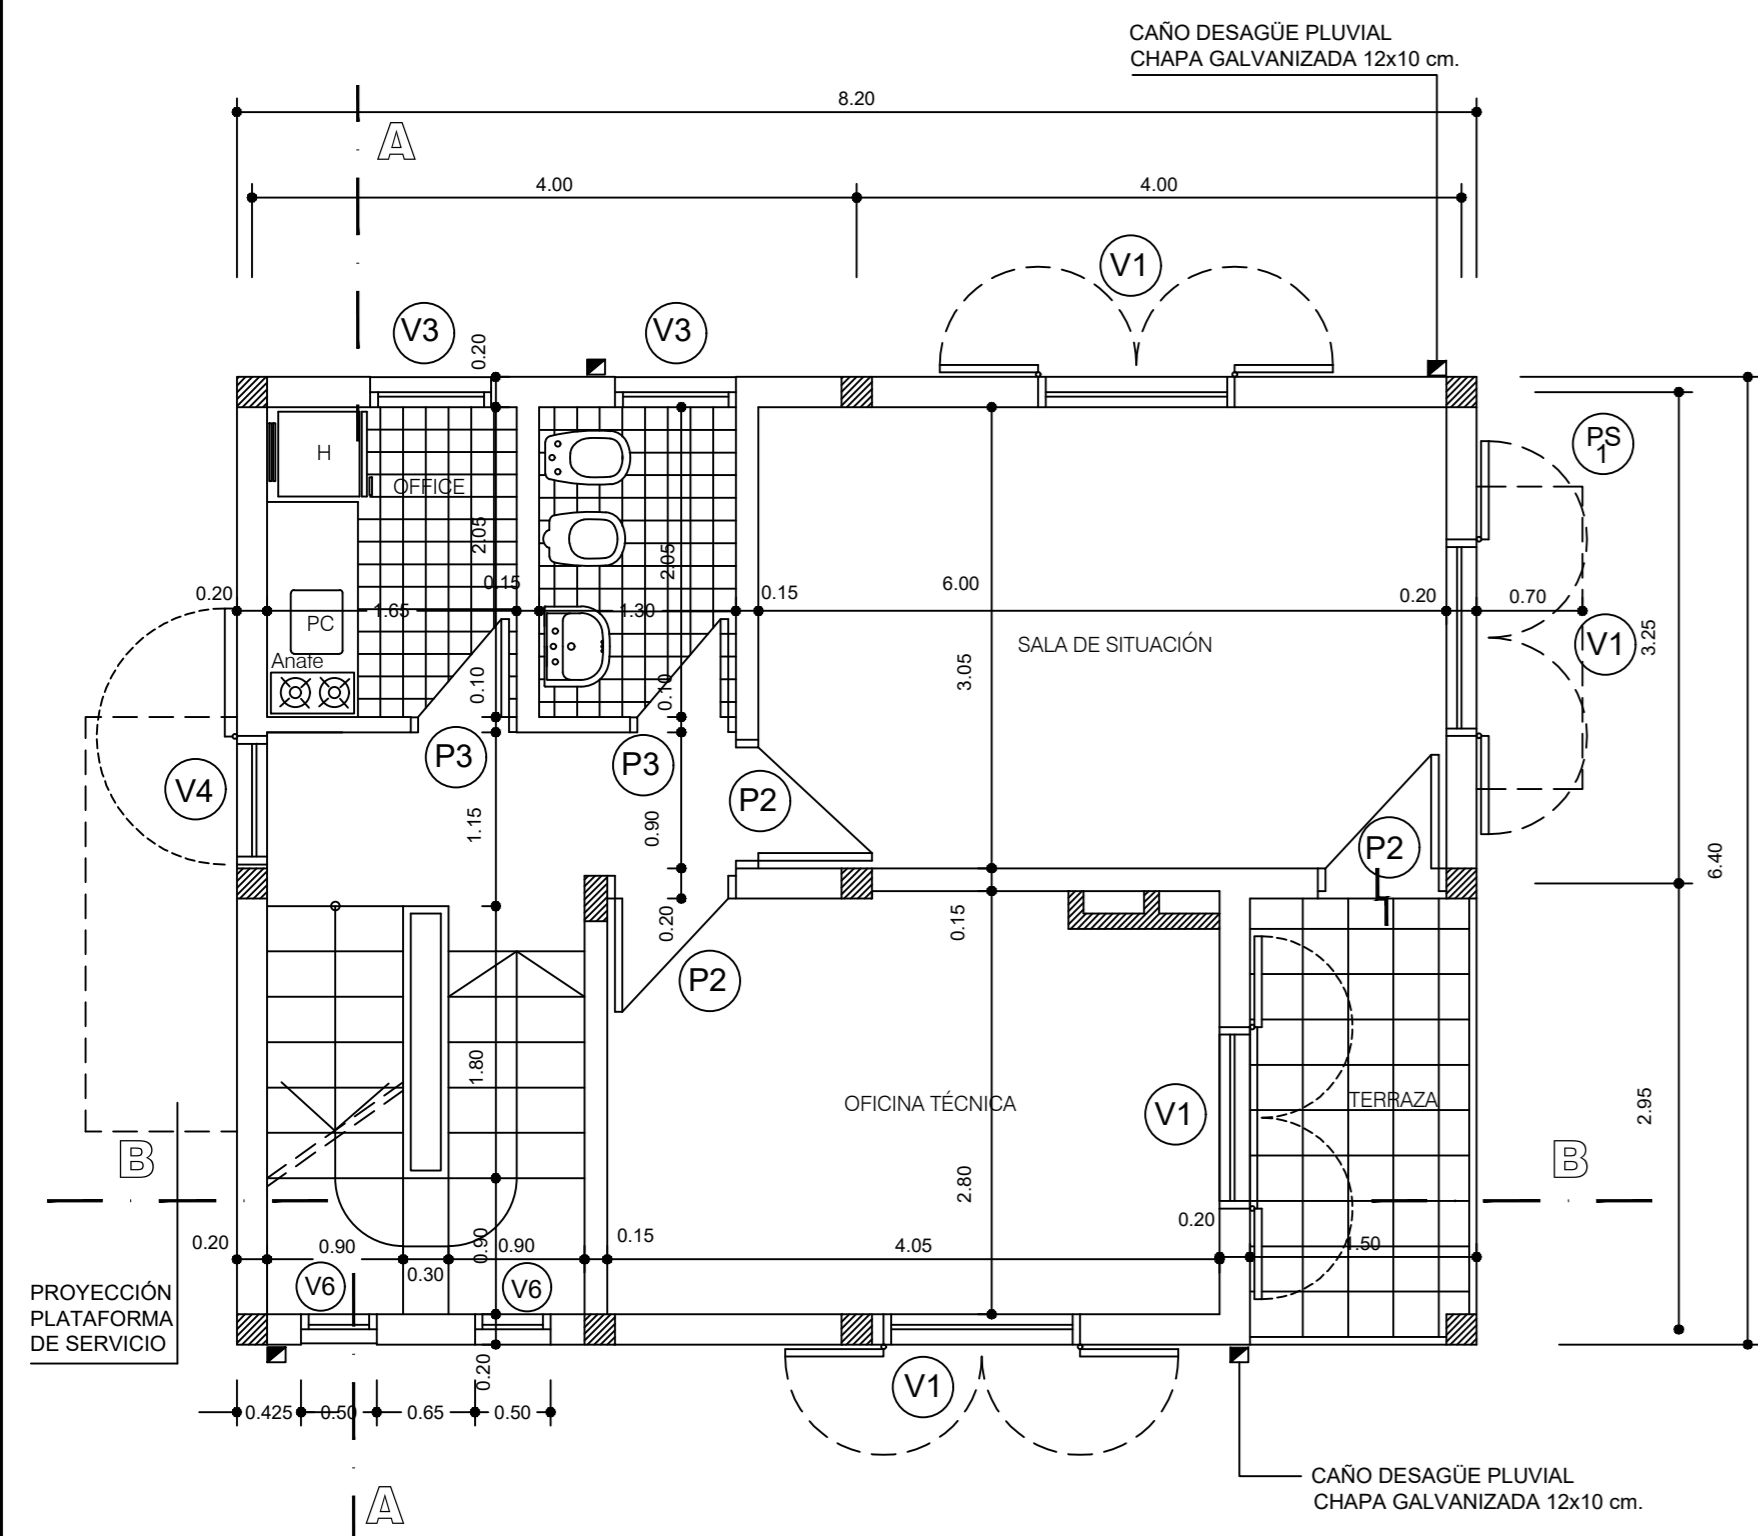 CAÑO DESAGÜE PLUVIAL
CHAPA GALVANIZADA 12x10 cm.
8.20
A
4.00
4.00
V1
V3
V3
0.20
PS
1
H
OFFICE
2.05
2.05
0.15
0.20
1.65
1.30
0.15
6.00
0.20
0.70
PC
SALA DE SITUACIÓN
V1
3.25
Anafe
0.10
0.10
3.05
P3
P3
V4
P2
1.15
0.90
P2
6.40
0.20
0.15
P2
1.80
OFICINA TÉCNICA
V1
TERRAZA
2.95
B
B
2.80
0.20
0.20
0.90
0.90
0.90
0.15
4.05
1.50
0.30
V6
V6
PROYECCIÓN
PLATAFORMA
DE SERVICIO
0.20
V1
0.425
0.50
0.65
0.50
CAÑO DESAGÜE PLUVIAL
CHAPA GALVANIZADA 12x10 cm.
A